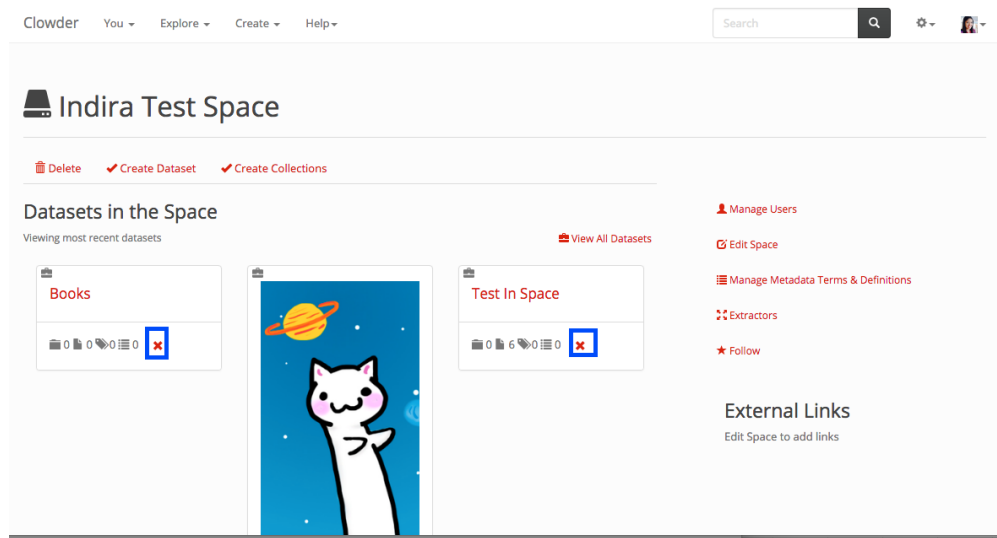 Clowder You Explore Create Help Search
Indira Test Space
Delete Create Dataset Create Collections
Datasets in the Space
Viewing most recent datasets
View All Datasets
Books
0 0 0 0
Test In Space
0 6 0 0
Manage Users
Edit Space
Manage Metadata Terms & Definitions
Extractors
Follow
External Links
Edit Space to add links